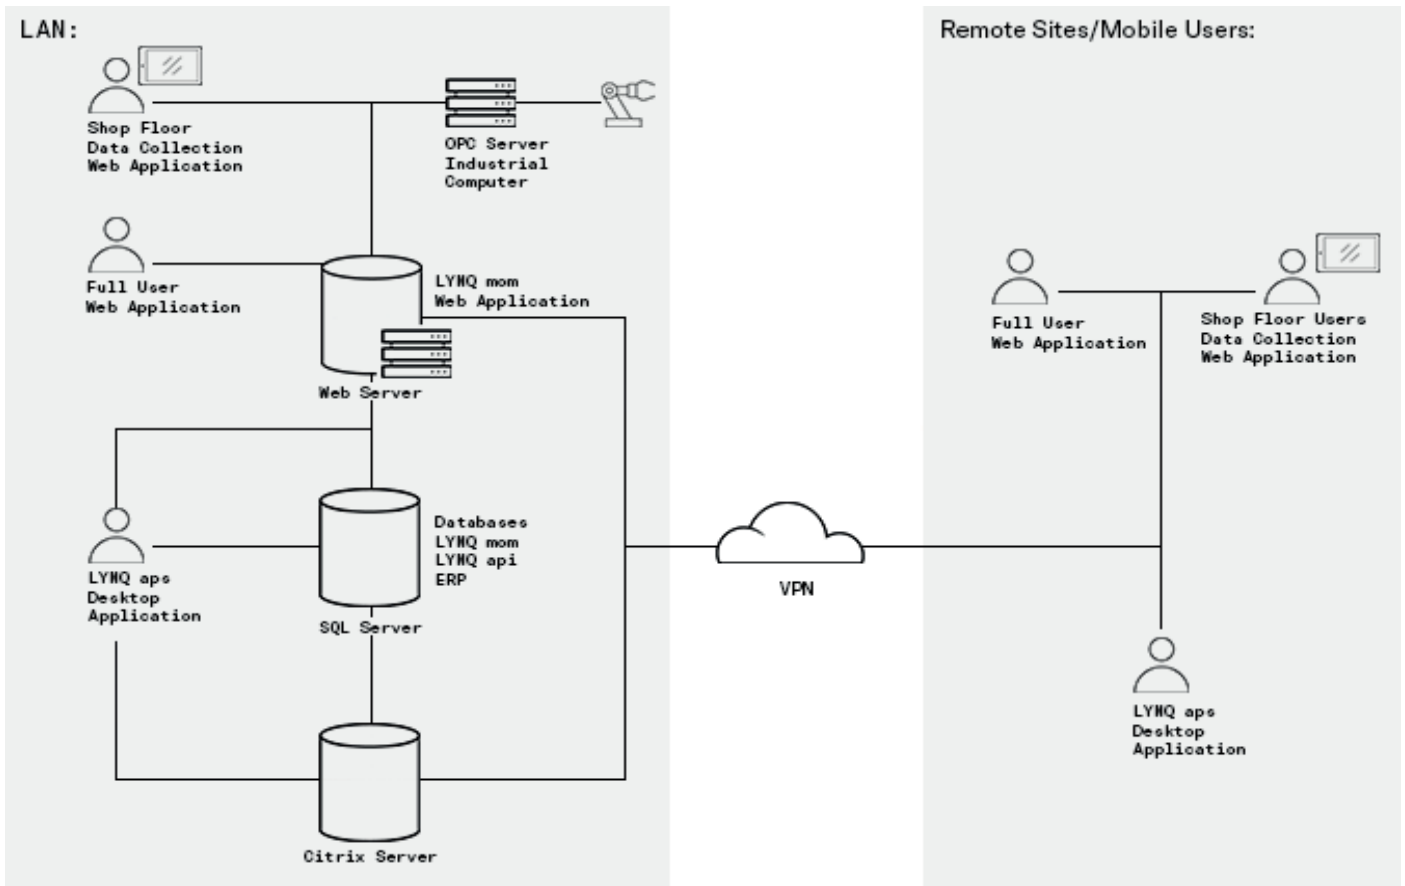 LAN:
Shop Floor
Data Collection
Web Application
OPC Server
Industrial
Computer
Full User
Web Application
LYNQ mom
Web Application
Web Server
LYNQ aps
Desktop
Application
Databases
LYNQ mom
LYNQ api
ERP
SQL Server
Citrix Server
VPN
Remote Sites/Mobile Users:
Full User
Web Application
Shop Floor Users
Data Collection
Web Application
LYNQ aps
Desktop
Application